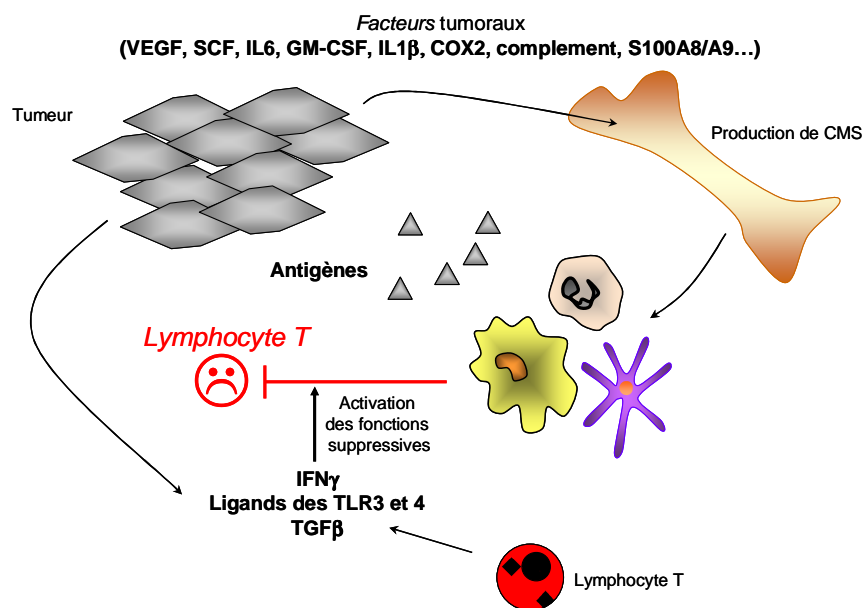 Facteurs tumoraux
(VEGF, SCF, IL6, GM-CSF, IL1β, COX2, complement, S100A8/A9…)
Tumeur
Production de CMS
Antigènes
Lymphocyte T
Activation
des fonctions
suppressives
IFNγ
Ligands des TLR3 et 4
TGFβ
Lymphocyte T